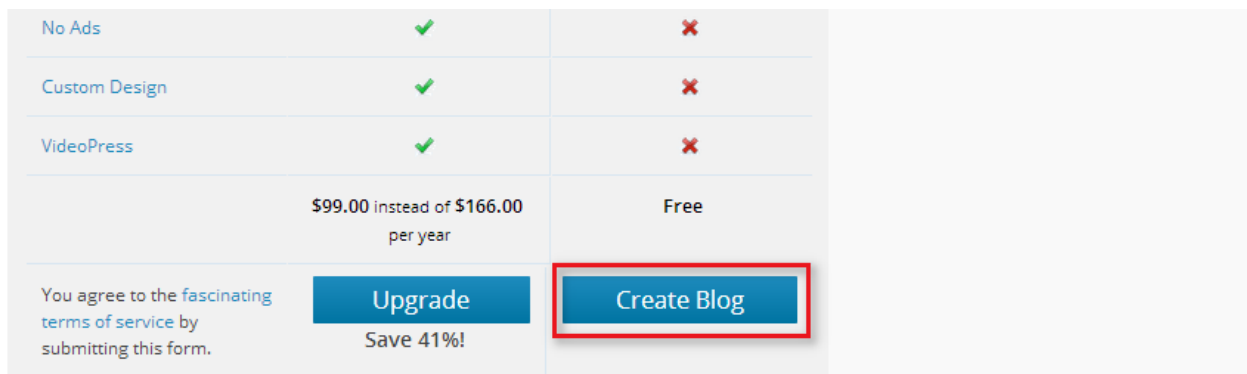 No Ads
Custom Design
VideoPress
$99.00 instead of $166.00
per year
Free
You agree to the fascinating
terms of service by
submitting this form.
Upgrade
Save 41%!
Create Blog